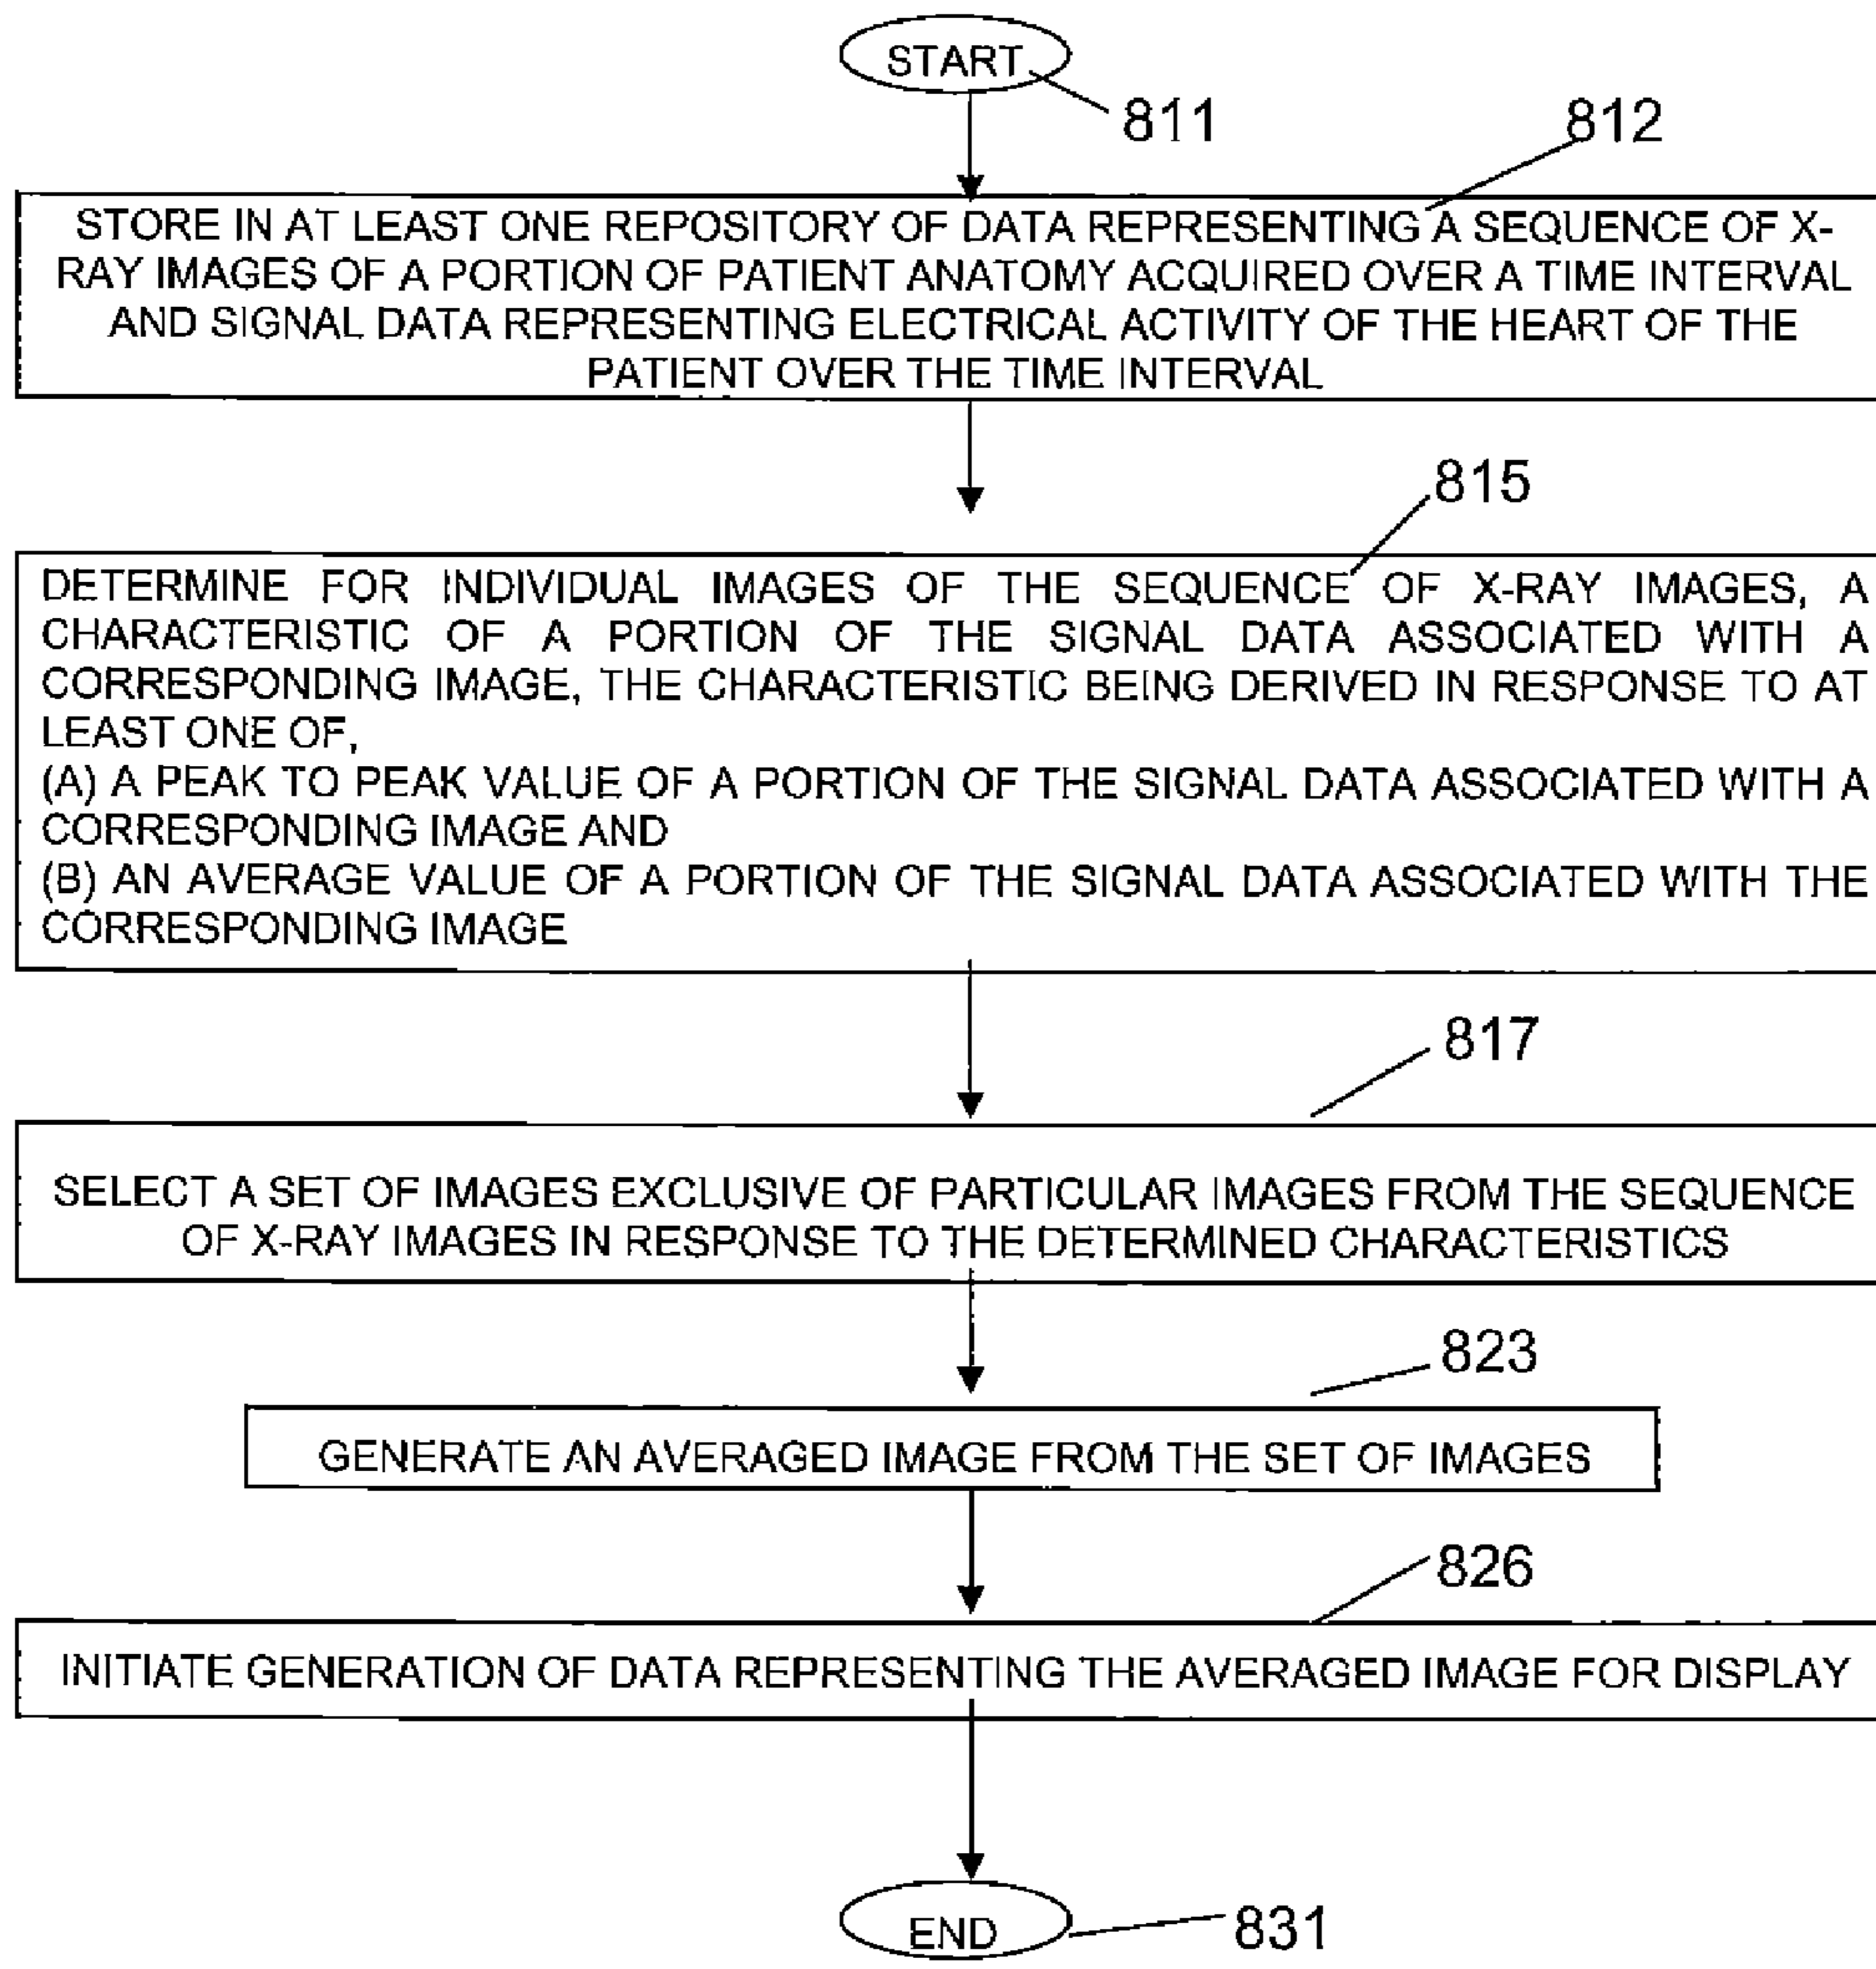 START
811
812
STORE IN AT LEAST ONE REPOSITORY OF DATA REPRESENTING A SEQUENCE OF X-
RAY IMAGES OF A PORTION OF PATIENT ANATOMY ACQUIRED OVER A TIME INTERVAL
AND SIGNAL DATA REPRESENTING ELECTRICAL ACTIVITY OF THE HEART OF THE
PATIENT OVER THE TIME INTERVAL
815
DETERMINE FOR INDIVIDUAL IMAGES OF THE SEQUENCE OF X-RAY IMAGES, A
CHARACTERISTIC OF A PORTION OF THE SIGNAL DATA ASSOCIATED WITH A
CORRESPONDING IMAGE, THE CHARACTERISTIC BEING DERIVED IN RESPONSE TO AT
LEAST ONE OF,
(A) A PEAK TO PEAK VALUE OF A PORTION OF THE SIGNAL DATA ASSOCIATED WITH A
CORRESPONDING IMAGE AND
(B) AN AVERAGE VALUE OF A PORTION OF THE SIGNAL DATA ASSOCIATED WITH THE
CORRESPONDING IMAGE
817
SELECT A SET OF IMAGES EXCLUSIVE OF PARTICULAR IMAGES FROM THE SEQUENCE
OF X-RAY IMAGES IN RESPONSE TO THE DETERMINED CHARACTERISTICS
823
GENERATE AN AVERAGED IMAGE FROM THE SET OF IMAGES
826
INITIATE GENERATION OF DATA REPRESENTING THE AVERAGED IMAGE FOR DISPLAY
END
831